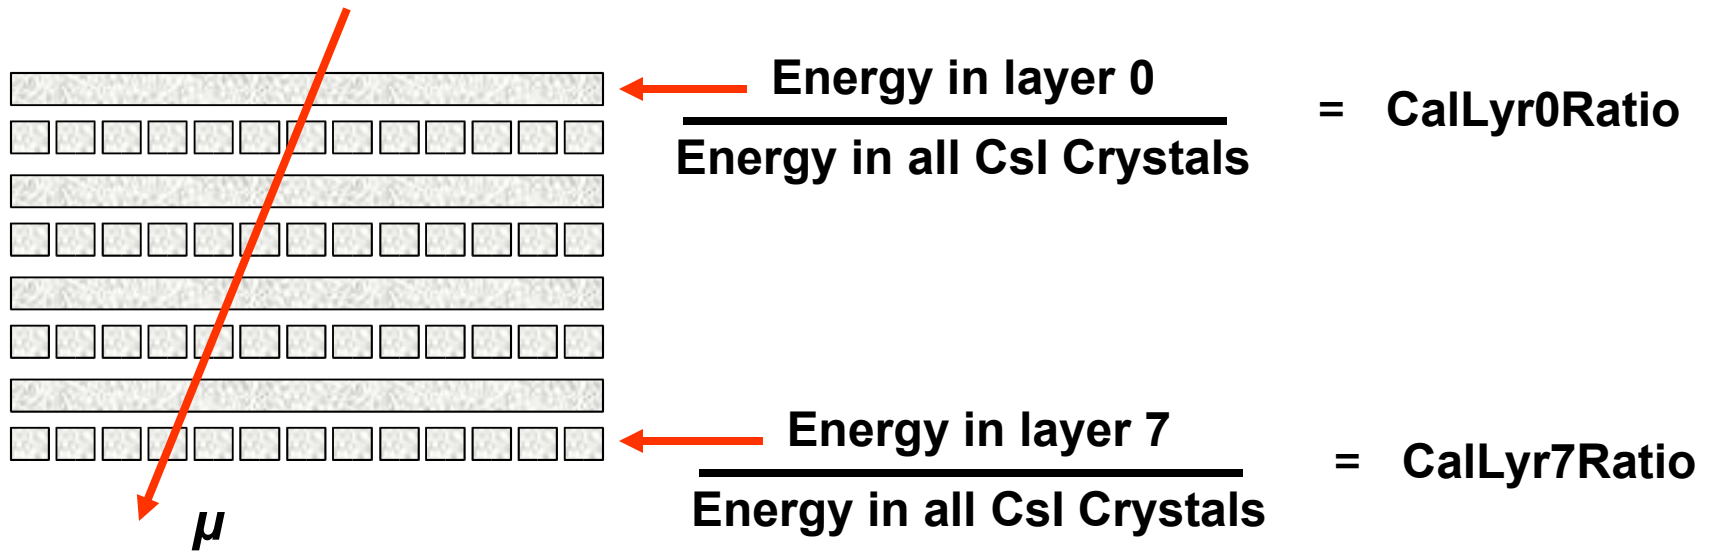 Energy in layer 0
Energy in all CsI Crystals
= CalLyr0Ratio
Energy in layer 7
Energy in all CsI Crystals
= CalLyr7Ratio
μ